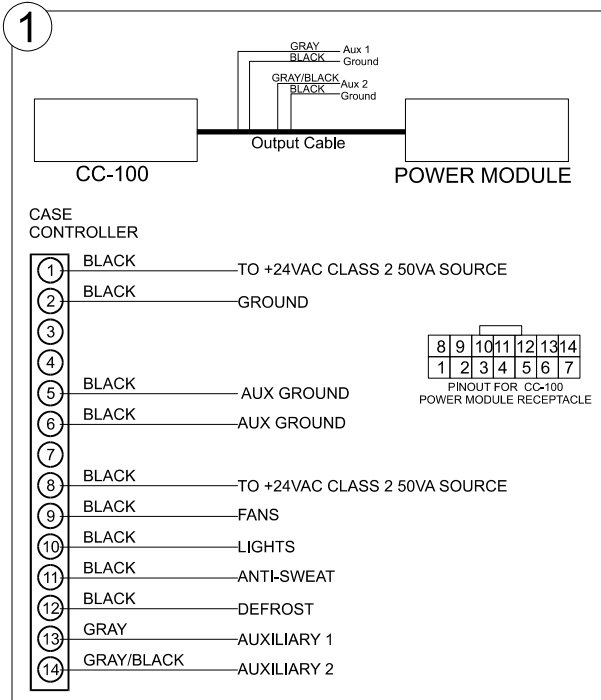 1
GRAY Aux 1
BLACK Ground
GRAY/BLACK Aux 2
BLACK Ground
Output Cable
CC-100
POWER MODULE
CASE
CONTROLLER
1 BLACK TO +24VAC CLASS 2 50VA SOURCE
2 BLACK GROUND
3
4
5 BLACK AUX GROUND
6 BLACK AUX GROUND
7
8 BLACK TO +24VAC CLASS 2 50VA SOURCE
9 BLACK FANS
10 BLACK LIGHTS
11 BLACK ANTI-SWEAT
12 BLACK DEFROST
13 GRAY AUXILIARY 1
14 GRAY/BLACK AUXILIARY 2
8 9 10 11 12 13 14
1 2 3 4 5 6 7
PINOUT FOR CC-100
POWER MODULE RECEPTACLE